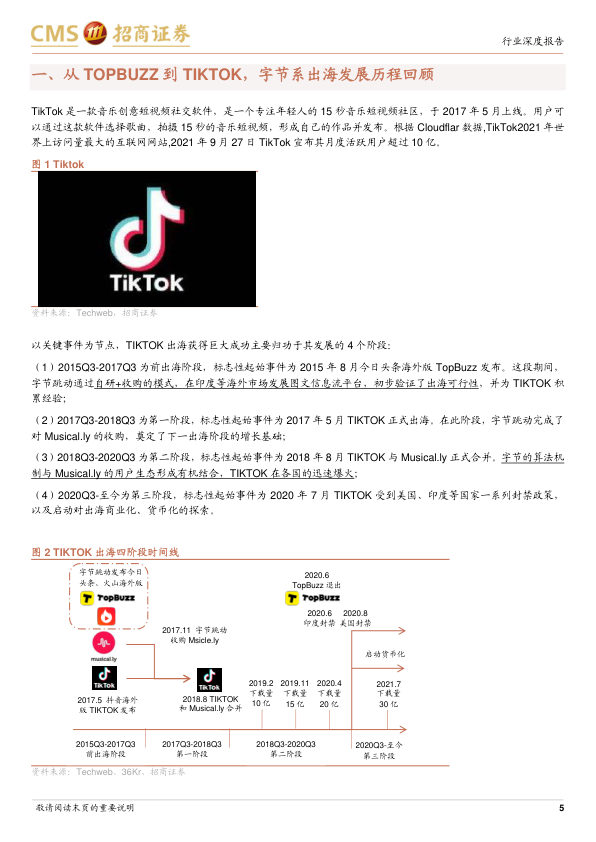 CMS 招商证券
行业深度报告
一、从 TOPBUZZ 到 TIKTOK，字节系出海发展历程回顾
TikTok 是一款音乐创意短视频社交软件，是一个专注年轻人的 15 秒音乐短视频社区，于 2017 年 5 月上线。用户可
以通过这款软件选择歌曲，拍摄 15 秒的音乐短视频，形成自己的作品并发布。根据 Cloudflar 数据,TikTok2021 年世
界上访问量最大的互联网网站,2021 年 9 月 27 日 TikTok 宣布其月度活跃用户超过 10 亿。
图 1 Tiktok
TikTok
资料来源：Techweb、招商证券
以关键事件为节点，TIKTOK 出海获得巨大成功主要归功于其发展的 4 个阶段：
（1）2015Q3-2017Q3 为前出海阶段，标志性起始事件为 2015 年 8 月今日头条海外版 TopBuzz 发布。这段期间，
字节跳动通过自研+收购的模式，在印度等海外市场发展图文信息流平台，初步验证了出海可行性，并为 TIKTOK 积
累经验；
（2）2017Q3-2018Q3 为第一阶段，标志性起始事件为 2017 年 5 月 TIKTOK 正式出海。在此阶段，字节跳动完成了
对 Musical.ly 的收购，奠定了下一出海阶段的增长基础；
（3）2018Q3-2020Q3 为第二阶段，标志性起始事件为 2018 年 8 月 TIKTOK 与 Musical.ly 正式合并。字节的算法机
制与 Musical.ly 的用户生态形成有机结合，TIKTOK 在各国的迅速爆火；
（4）2020Q3-至今为第三阶段，标志性起始事件为 2020 年 7 月 TIKTOK 受到美国、印度等国家一系列封禁政策，
以及启动对出海商业化、货币化的探索。
图 2 TIKTOK 出海四阶段时间线
字节跳动发布今日
头条，火山海外版
TopBuzz
musical.ly
TikTok
2017.5 抖音海外
版 TIKTOK 发布
2017.11 字节跳动
收购 Msicle.ly
TikTok
2018.8 TIKTOK
和 Musical.ly 合并
2020.6
TopBuzz 退出
TopBuzz
2020.6 2020.8
印度封禁 美国封禁
启动货币化
2019.2
下载量
10 亿
2019.11
下载量
15 亿
2020.4
下载量
20 亿
2021.7
下载量
30 亿
2015Q3-2017Q3
前出海阶段
2017Q3-2018Q3
第一阶段
2018Q3-2020Q3
第二阶段
2020Q3-至今
第三阶段
资料来源：Techweb、36Kr、招商证券
敬请阅读末页的重要说明
5